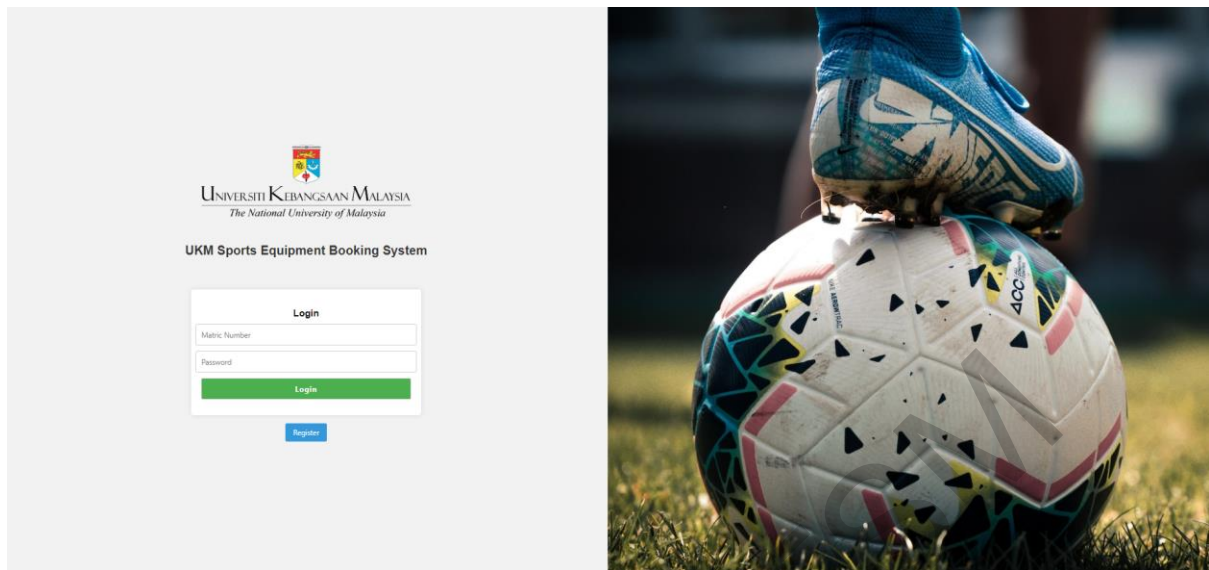 UNIVERSITI KEBANGSAAN MALAYSIA
The National University of Malaysia
UKM Sports Equipment Booking System
Login
Matric Number
Password
Login
Register
ACC